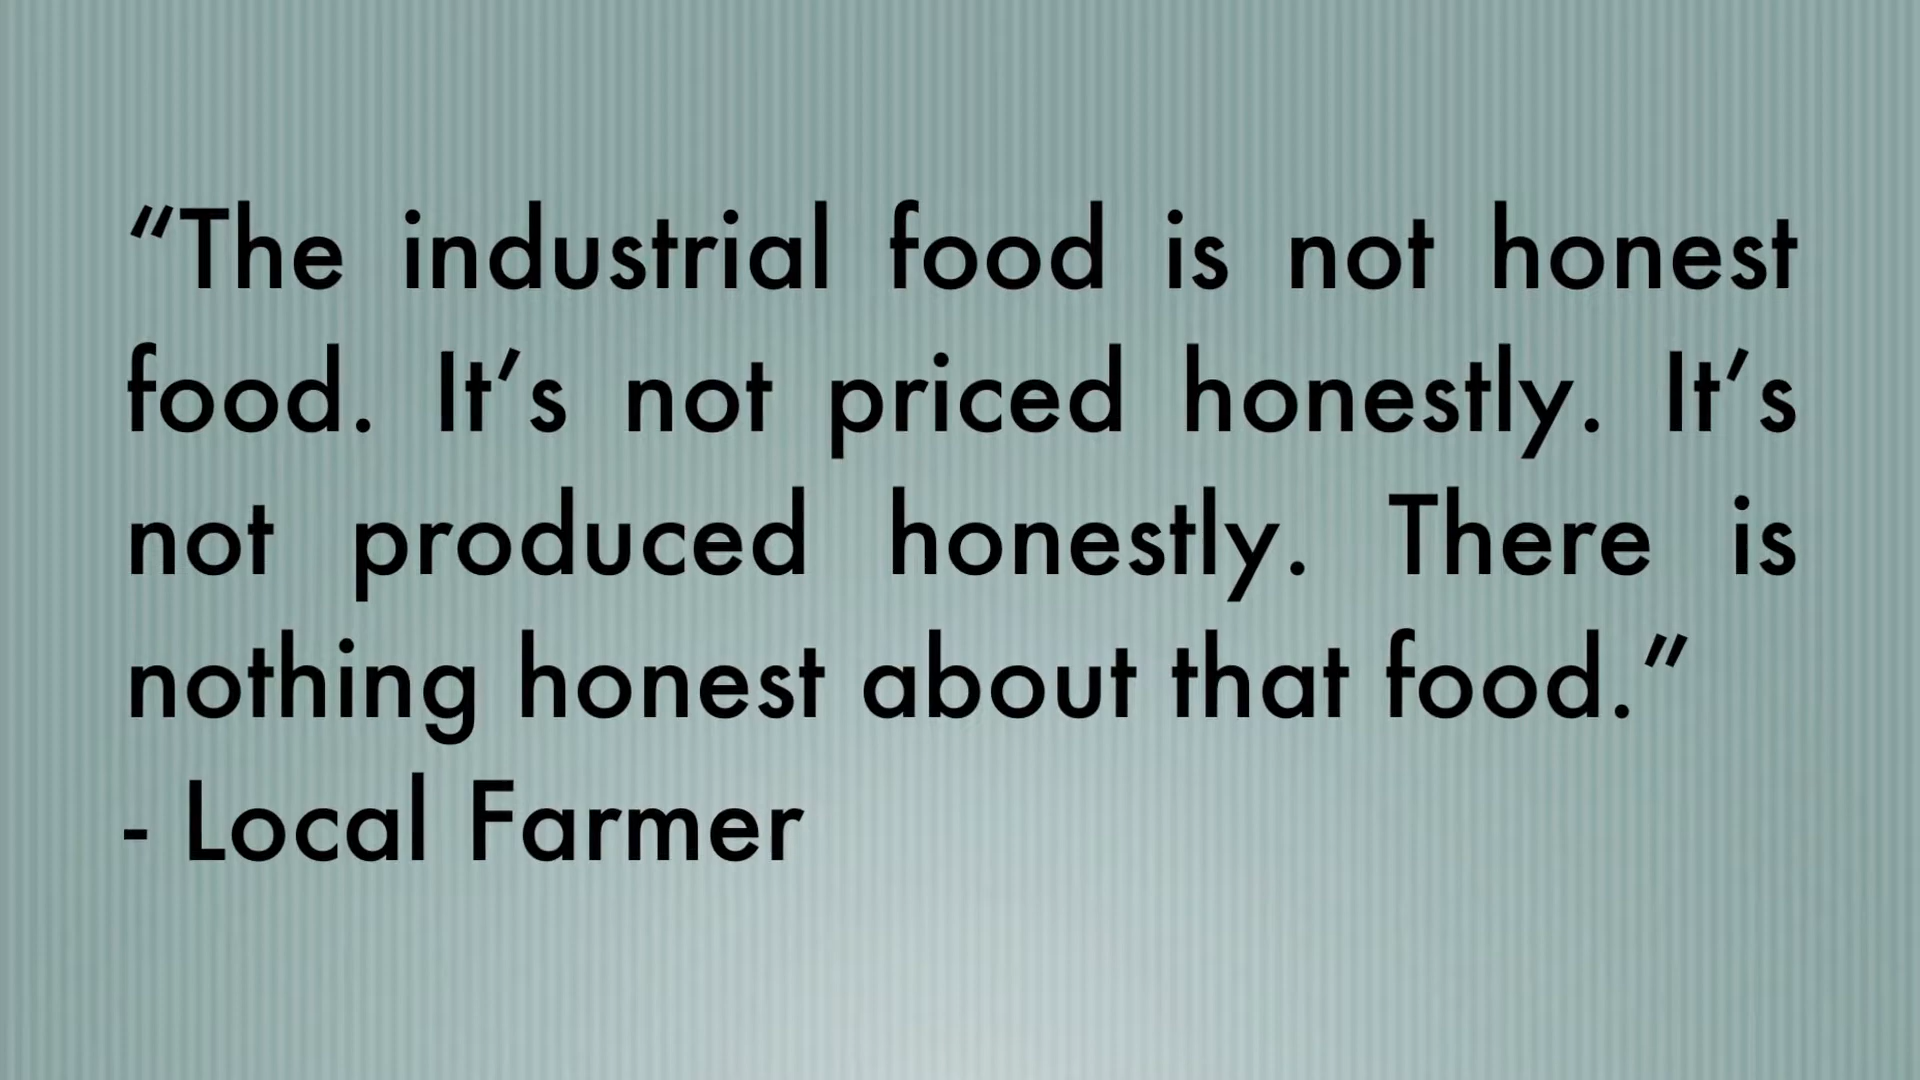 “The industrial food is not honest
food. It’s not priced honestly. It’s
not produced honestly. There is
nothing honest about that food.”
- Local Farmer